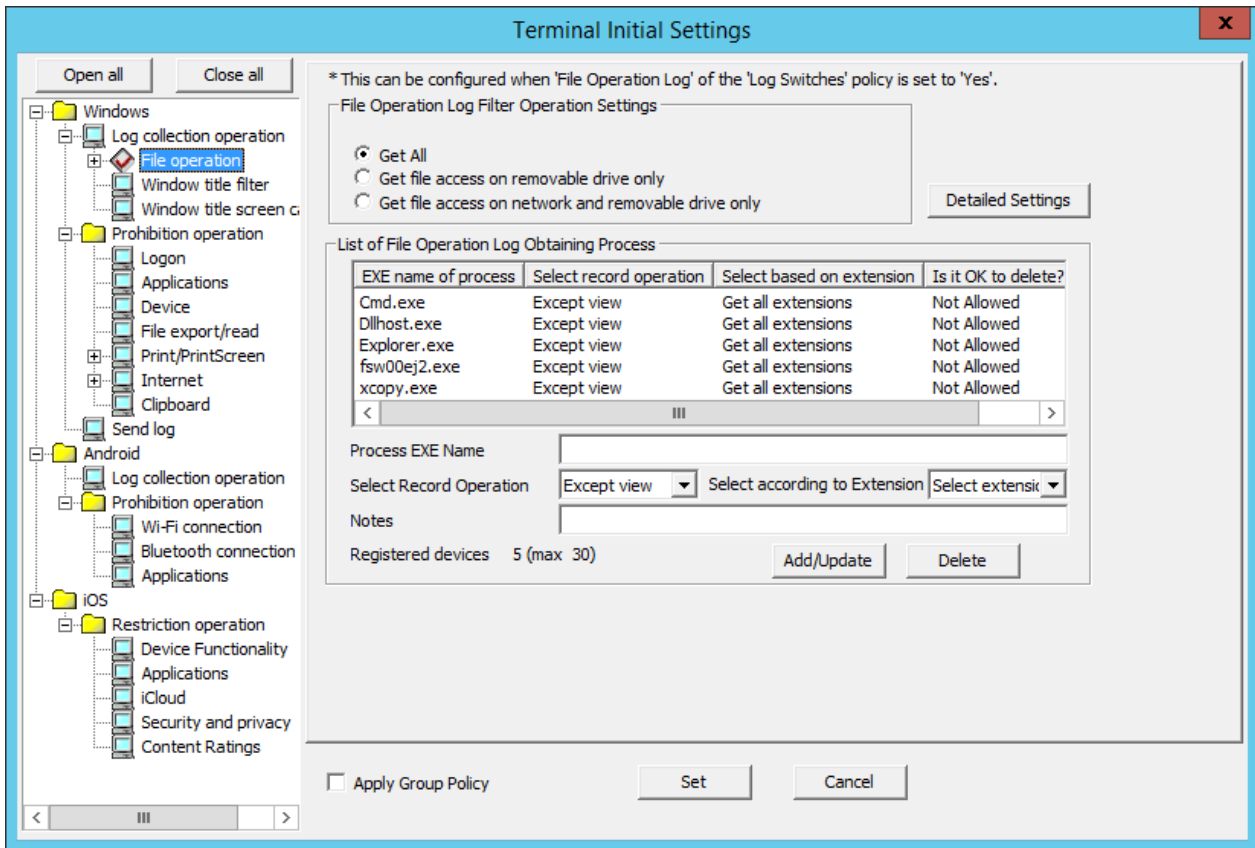 Terminal Initial Settings
x
Open all
Close all
Windows
Log collection operation
File operation
Window title filter
Window title screen
Prohibition operation
Logon
Applications
Device
File export/read
Print/PrintScreen
Internet
Clipboard
Send log
Android
Log collection operation
Prohibition operation
Wi-Fi connection
Bluetooth connection
Applications
iOS
Restriction operation
Device Functionality
Applications
iCloud
Security and privacy
Content Ratings
* This can be configured when 'File Operation Log' of the 'Log Switches' policy is set to 'Yes'.
File Operation Log Filter Operation Settings
Get All
Get file access on removable drive only
Get file access on network and removable drive only
Detailed Settings
List of File Operation Log Obtaining Process
EXE name of process Select record operation Select based on extension Is it OK to delete?
Cmd.exe Except view Get all extensions Not Allowed
Dllhost.exe Except view Get all extensions Not Allowed
Explorer.exe Except view Get all extensions Not Allowed
fsw00ej2.exe Except view Get all extensions Not Allowed
xcopy.exe Except view Get all extensions Not Allowed
Process EXE Name
Select Record Operation Except view Select according to Extension Select
Notes
Registered devices 5 (max 30)
Add/Update
Delete
Apply Group Policy
Set
Cancel